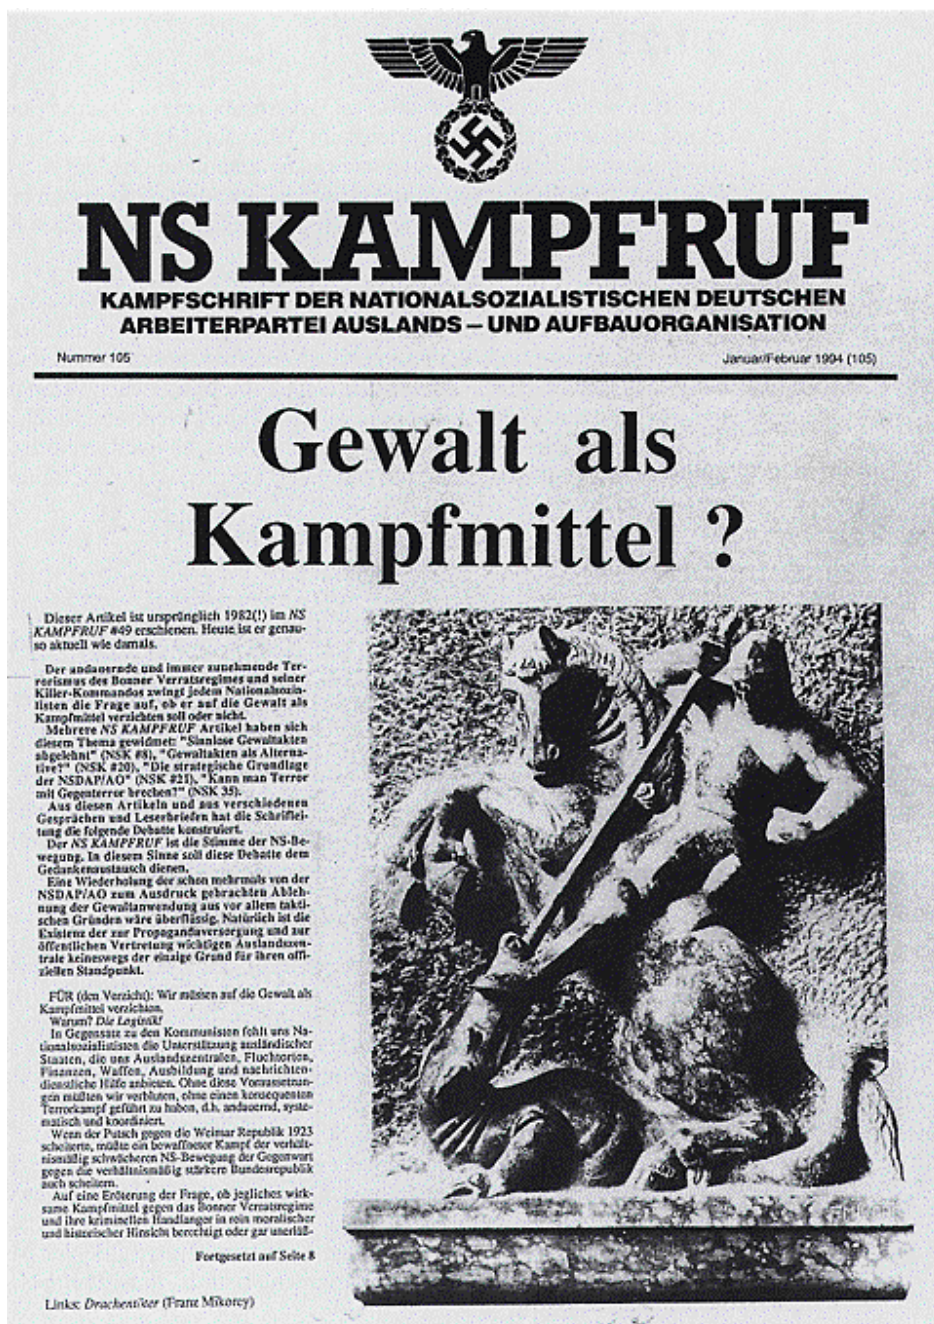 NS KAMPFRUF
KAMPFSCHRIFT DER NATIONALSOZIALISTISCHEN DEUTSCHEN
ARBEITERPARTEI AUSLANDS – UND AUFBAUORGANISATION
Nummer 105 Januar/Februar 1994 (105)
Gewalt als
Kampfmittel ?
Dieser Artikel ist ursprünglich 1982(!) im NS
KAMPFRUF #49 erschienen. Heute ist er genau-
so aktuell wie damals.
Der andauernde und immer zunehmende Ter-
rorismus des Bonner Verratsregimes und seiner
Killer-Kommandos zwingt jedem Nationalsozia-
listen die Frage auf, ob er auf die Gewalt als
Kampfmittel verzichten soll oder nicht.
Mehrere NS KAMPFRUF Artikel haben sich
diesem Thema gewidmet: "Sinnlose Gewaltakten
abgelehnt" (NSK #8), "Gewaltakten als Alterna-
tive?" (NSK #20), "Die strategische Grundlage
der NSDAP/AO" (NSK #21), "Kann man Terror
mit Gegenterror brechen?" (NSK 35).
Aus diesen Artikeln und aus verschiedenen
Gesprächen und Leserbriefen hat die Schriflei-
tung die folgende Debatte konstruiert.
Der NS KAMPFRUF ist die Stimme der NS-Be-
wegung. In diesem Sinne soll diese Debatte dem
Gedankenaustausch dienen.
Eine Wiederholung der schon mehrmals von der
NSDAP/AO zum Ausdruck gebrachten Ableh-
nung der Gewaltanwendung aus vor allem takti-
schen Gründen wäre überflüssig. Natürlich ist die
Existenz der zur Propagandaversorgung und zur
öffentlichen Vertretung wichtigen Auslandszen-
trale keineswegs der einzige Grund für ihren offi-
ziellen Standpunkt.
FÜR (den Verzicht): Wir müssen auf die Gewalt als
Kampfmittel verzichten.
Warum? Die Logistik!
In Gegensatz zu den Kommunisten fehlt uns Na-
tionalsozialististen die Unterstützung ausländischer
Staaten, die uns Auslandszentralen, Fluchtorten,
Finanzen, Waffen, Ausbildung und nachrichten-
dienstliche Hilfe anbieten. Ohne diese Voraussetzun-
gen müßten wir verbluten, ohne einen konsequenten
Terrorkampf geführt zu haben, d.h. andauernd, syste-
matisch und koordiniert.
Wenn der Putsch gegen die Weimar Republik 1923
scheiterte, müßte ein bewaffneter Kampf der verhält-
nismäßig schwächeren NS-Bewegung der Gegenwart
gegen die verhältnismäßig stärkere Bundesrepublik
auch scheitern.
Auf eine Erörterung der Frage, ob jegliches wirk-
same Kampfmittel gegen das Bonner Verratsregime
und ihre kriminellen Handlanger in rein moralischer
und historischer Hinsicht berechtigt oder gar unerläß-
Fortgesetzt auf Seite 8
Links: Drachentöter (Franz Mikorey)